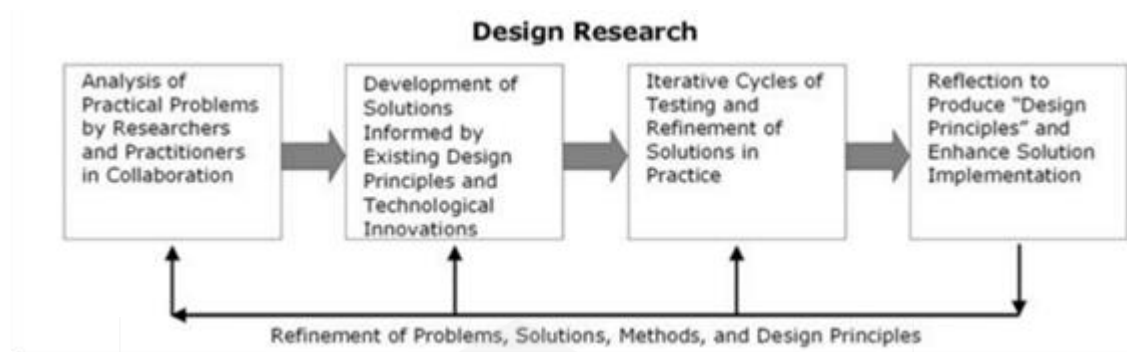 Design Research
Analysis of
Practical Problems
by Researchers
and Practitioners
in Collaboration
Development of
Solutions
Informed by
Existing Design
Principles and
Technological
Innovations
Iterative Cycles of
Testing and
Refinement of
Solutions in
Practice
Reflection to
Produce “Design
Principles” and
Enhance Solution
Implementation
Refinement of Problems, Solutions, Methods, and Design Principles